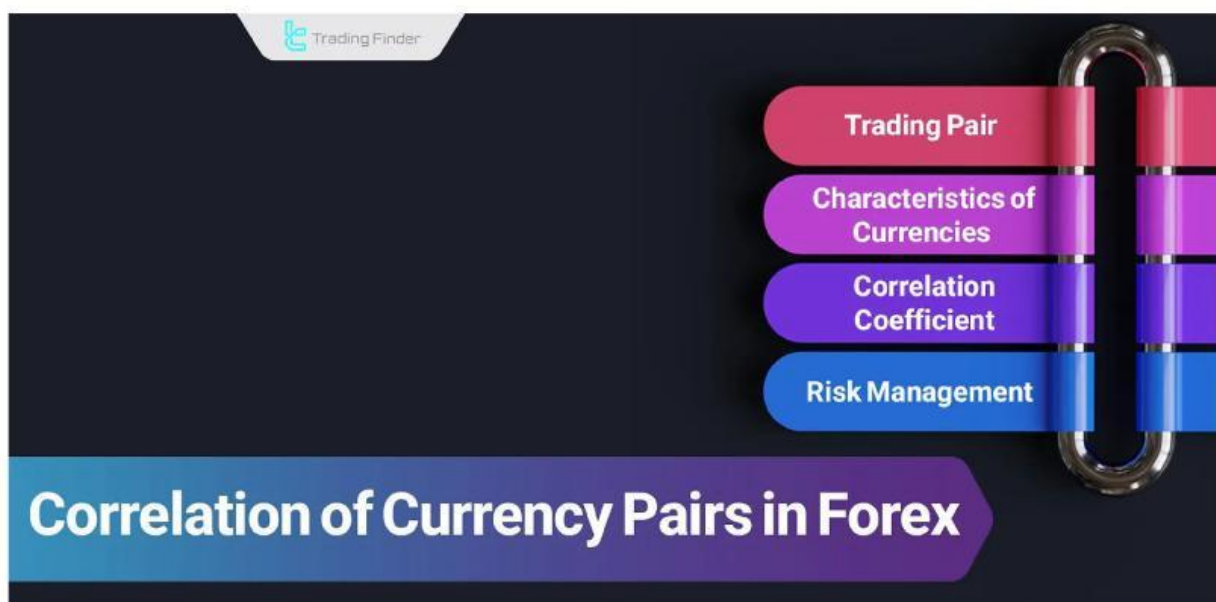 Trading Finder
Trading Pair
Characteristics of
Currencies
Correlation
Coefficient
Risk Management
Correlation of Currency Pairs in Forex